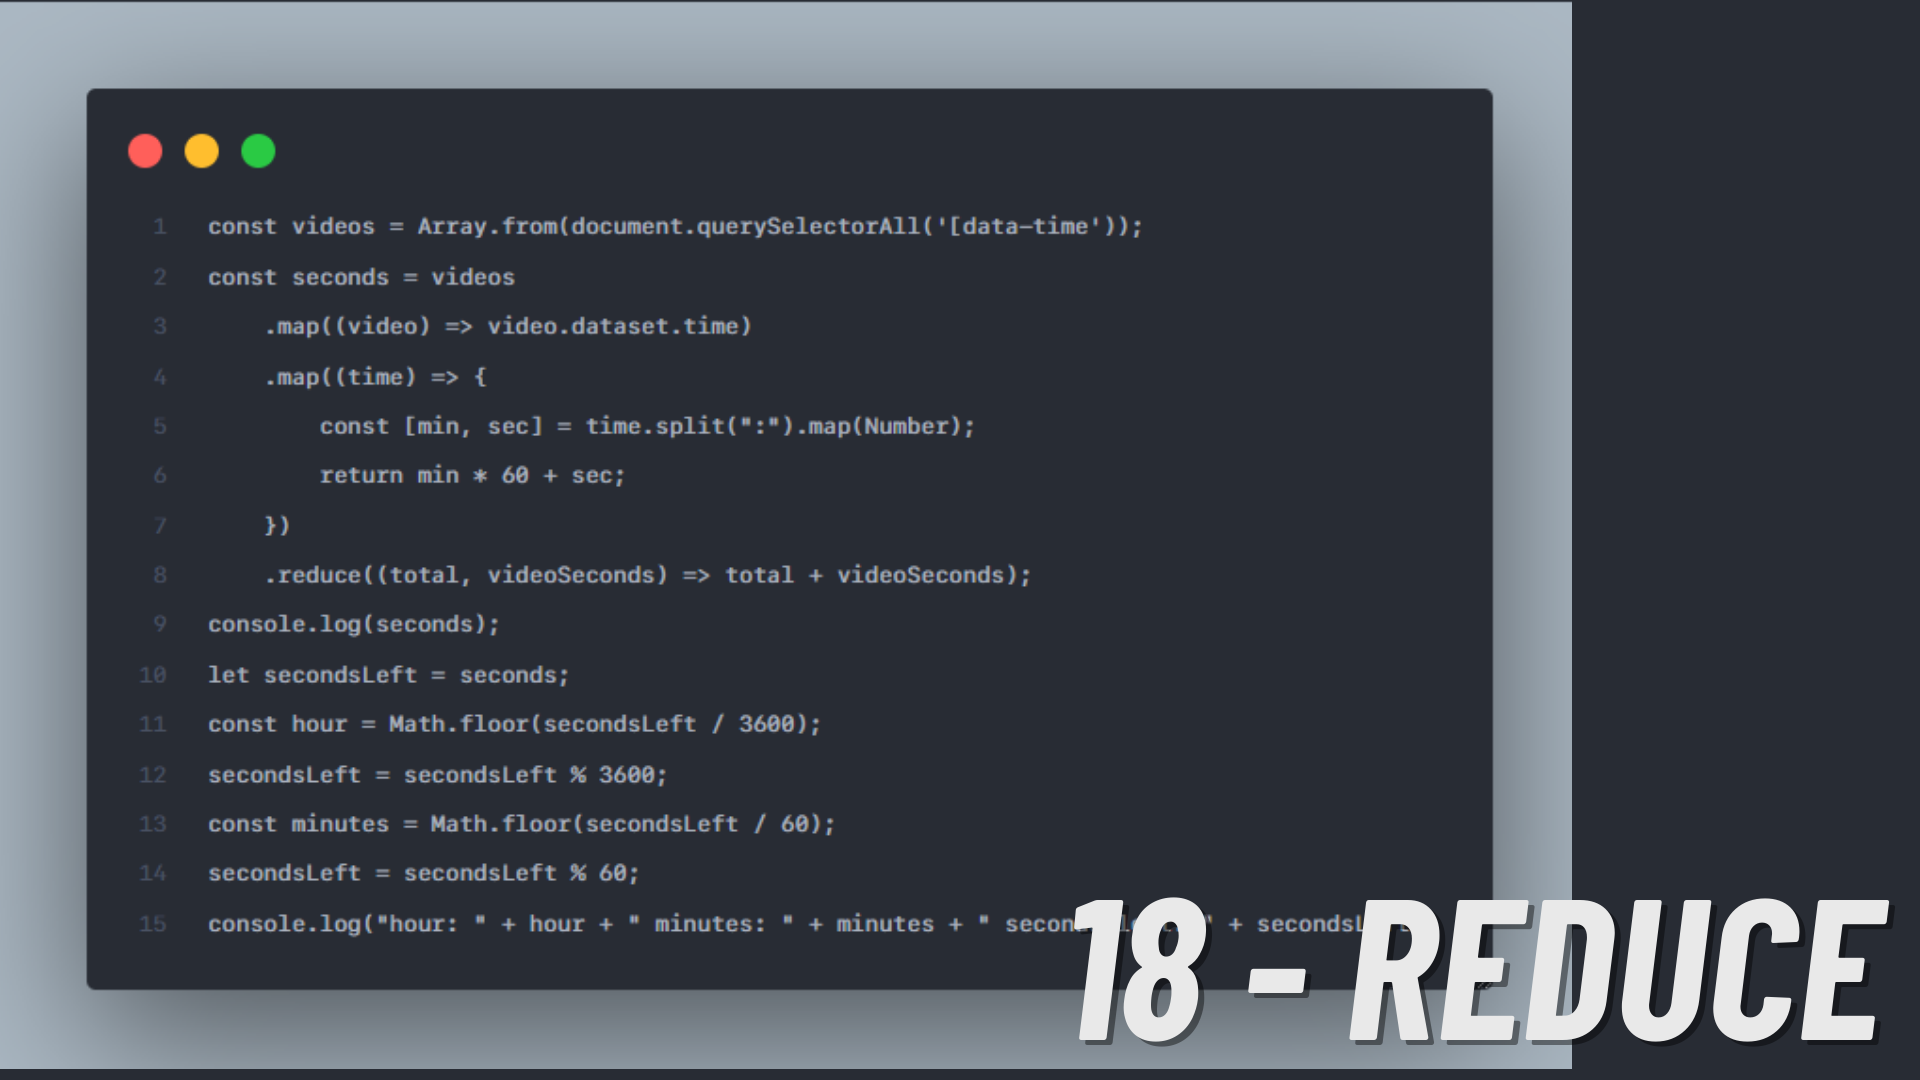 1 const videos = Array.from(document.querySelectorAll('[data-time'));
2 const seconds = videos
3 .map((video) => video.dataset.time)
4 .map((time) => {
5 const [min, sec] = time.split(":").map(Number);
6 return min * 60 + sec;
7 })
8 .reduce((total, videoSeconds) => total + videoSeconds);
9 console.log(seconds);
10 let secondsLeft = seconds;
11 const hour = Math.floor(secondsLeft / 3600);
12 secondsLeft = secondsLeft % 3600;
13 const minutes = Math.floor(secondsLeft / 60);
14 secondsLeft = secondsLeft % 60;
15 console.log("hour: " + hour + " minutes: " + minutes + " +
18 - REDUCE